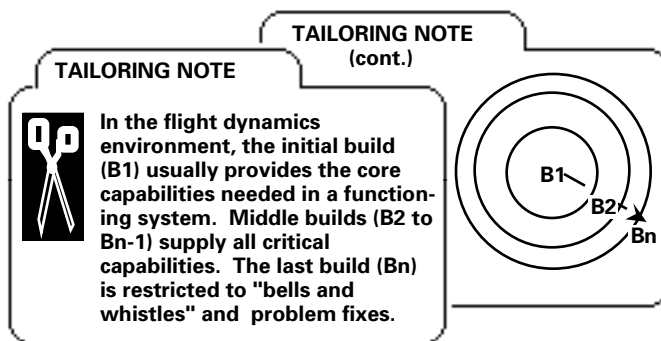 TAILORING NOTE
(cont.)
TAILORING NOTE
In the flight dynamics
environment, the initial build
(B1) usually provides the core
capabilities needed in a function-
ing system.  Middle builds (B2 to
Bn-1) supply all critical
capabilities.  The last build (Bn)
is restricted to "bells and
whistles" and  problem fixes.
B1
B2
Bn